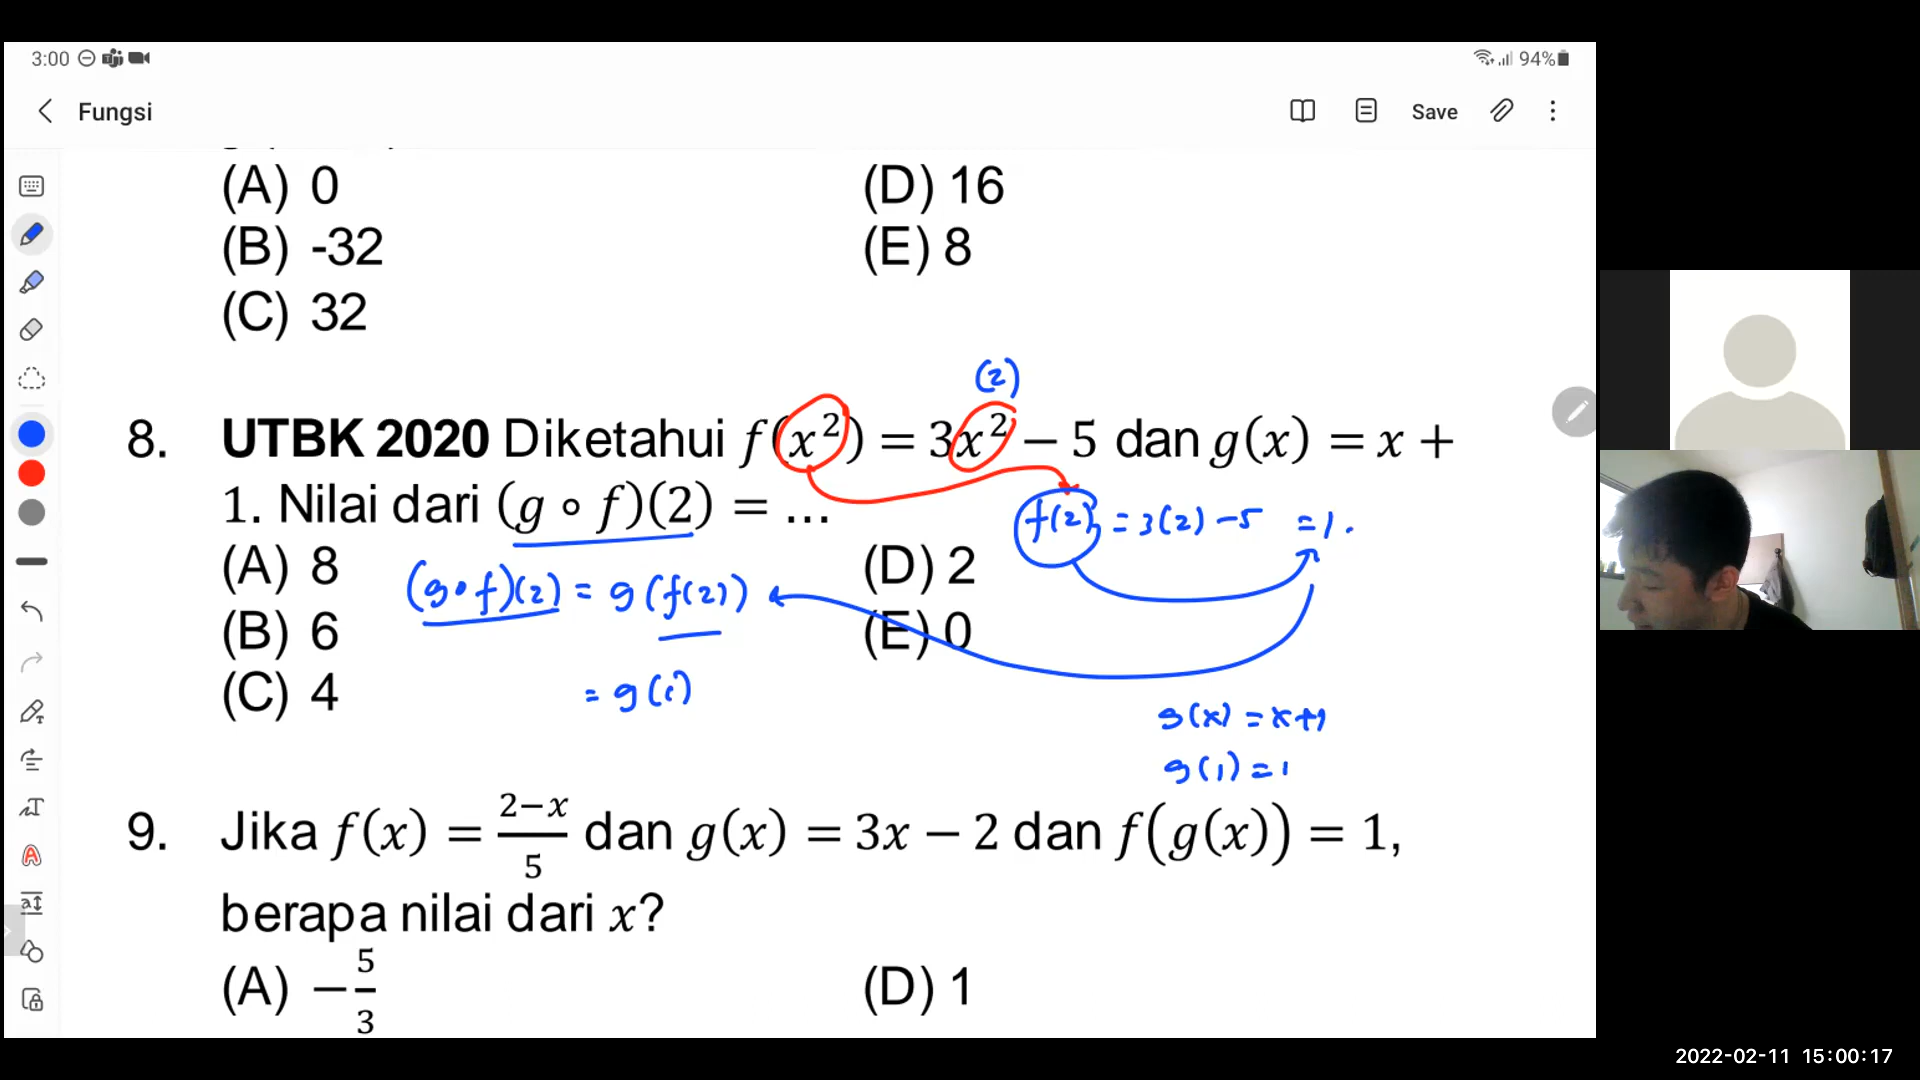 3:00
94%
Fungsi
Save
(A) 0
(D) 16
(B) -32
(E) 8
(C) 32
(2)
8. UTBK 2020 Diketahui f(x²) = 3x² − 5 dan g(x) = x +
1. Nilai dari (g ∘ f)(2) = ...
f(2) = 3(2) − 5 = 1.
(A) 8
(D) 2
(g∘f)(2) = g(f(2))
(B) 6
(E) 0
(C) 4
= g(1)
g(x) = x+1
g(1) = 1
9. Jika f(x) = (2−x)/5 dan g(x) = 3x − 2 dan f(g(x)) = 1,
berapa nilai dari x?
(A) −5/3
(D) 1
2022-02-11 15:00:17